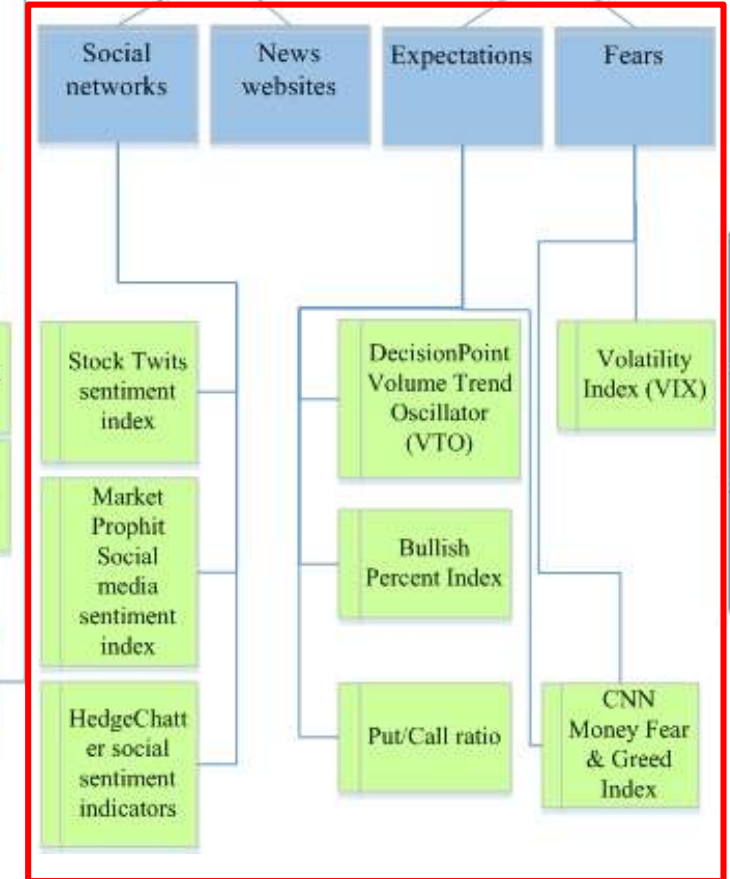 Social
networks
News
websites
Expectations
Fears
Stock Twits
sentiment
index
Market
Prophit
Social
media
sentiment
index
HedgeChatt
er social
sentiment
indicators
DecisionPoint
Volume Trend
Oscillator
(VTO)
Bullish
Percent Index
Put/Call ratio
Volatility
Index (VIX)
CNN
Money Fear
& Greed
Index